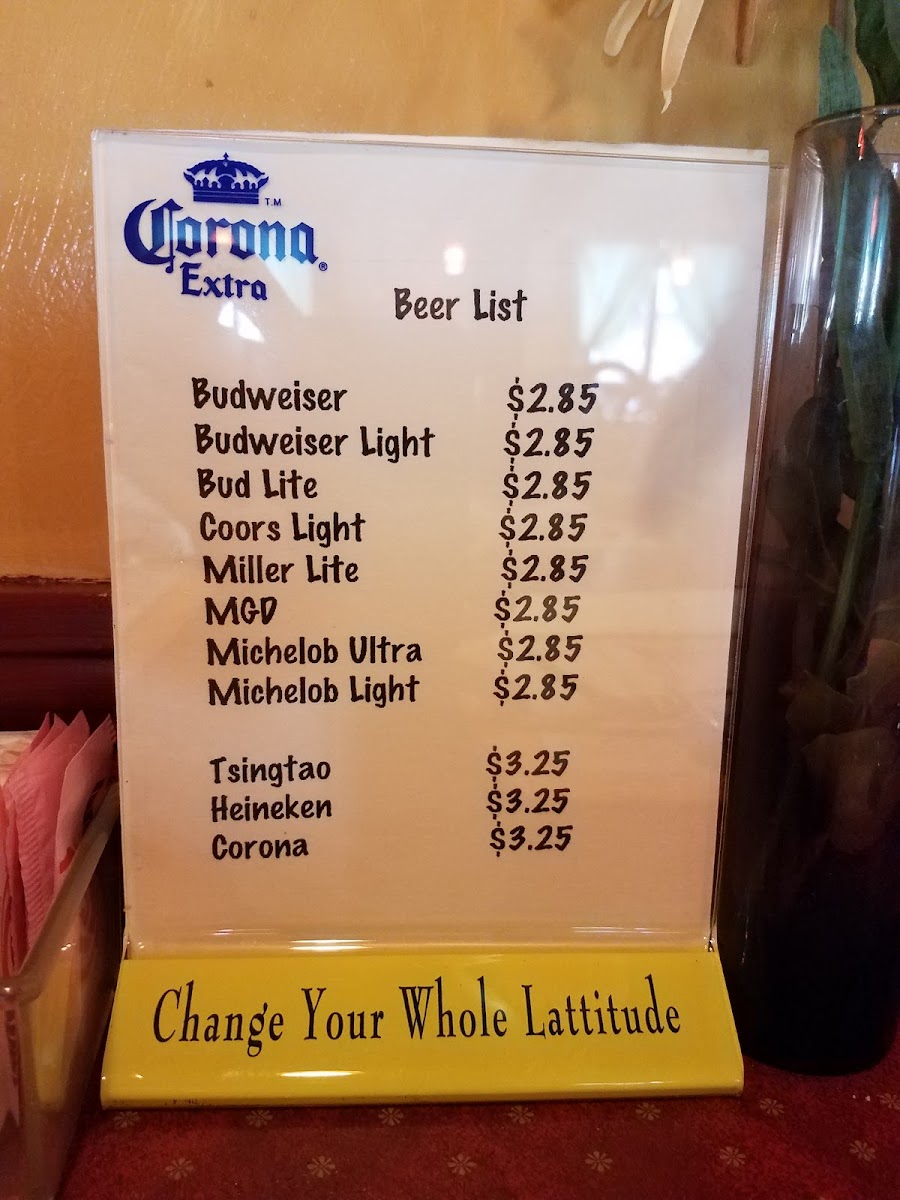 Corona TM
Extra ®
Beer List
Budweiser $2.85
Budweiser Light $2.85
Bud Lite $2.85
Coors Light $2.85
Miller Lite $2.85
MGD $2.85
Michelob Ultra $2.85
Michelob Light $2.85
Tsingtao $3.25
Heineken $3.25
Corona $3.25
Change Your Whole Lattitude